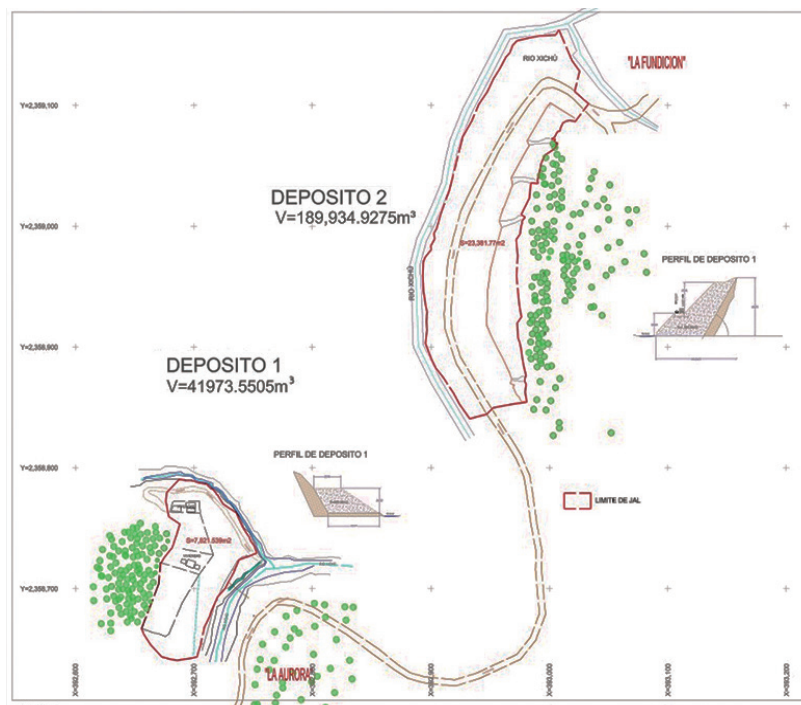 RIO XICHÚ
"LA FUNDICION"
Y=2,359,100
DEPOSITO 2
V=189,934.9275m³
Y=2,359,000
S=23,381.77m2
PERFIL DE DEPOSITO 1
RIO XICHÚ
Y=2,358,900
DEPOSITO 1
V=41973.5505m³
PERFIL DE DEPOSITO 1
Y=2,358,800
LIMITE DE JAL
S=7,821.539m2
Y=2,358,700
"LA AURORA"
X=392,600
X=392,700
X=392,900
X=393,000
X=393,100
X=393,200